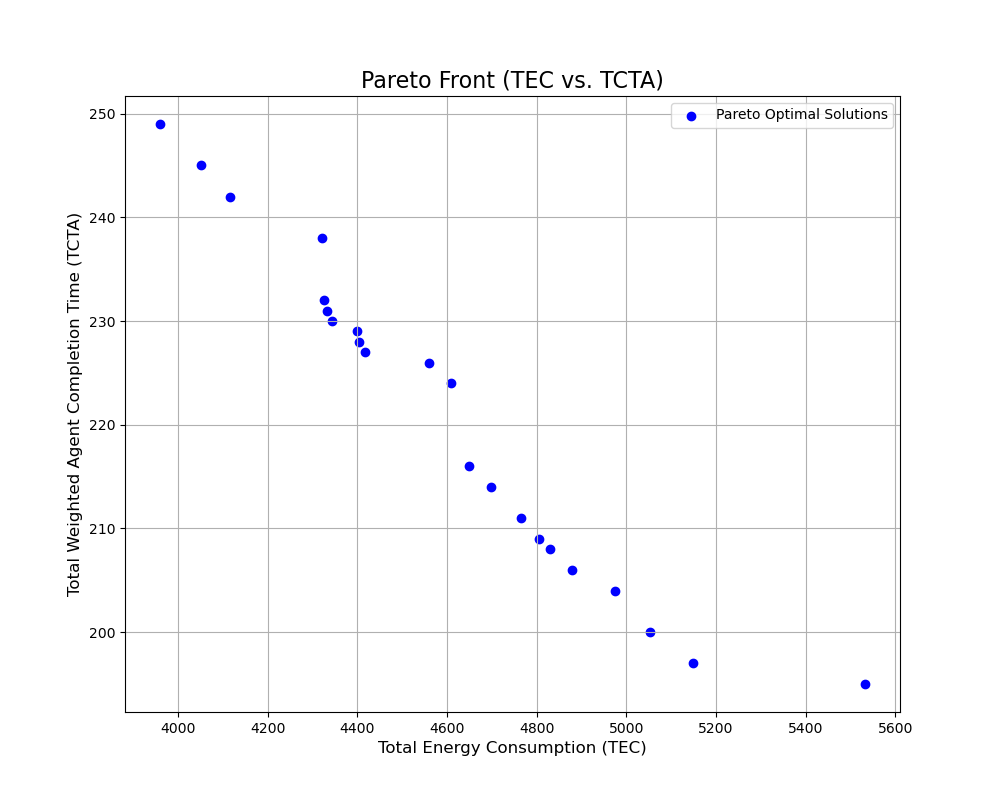 Pareto Front (TEC vs. TCTA)
Pareto Optimal Solutions
Total Weighted Agent Completion Time (TCTA)
250
240
230
220
210
200
4000 4200 4400 4600 4800 5000 5200 5400 5600
Total Energy Consumption (TEC)